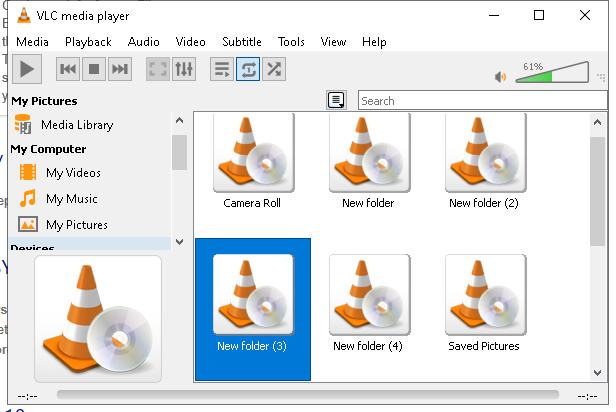 VLC media player
Media Playback Audio Video Subtitle Tools View Help
61%
My Pictures
Search
Media Library
My Computer
My Videos
My Music
My Pictures
Devices
Camera Roll New folder New folder (2)
New folder (3) New folder (4) Saved Pictures
--:-- --:--